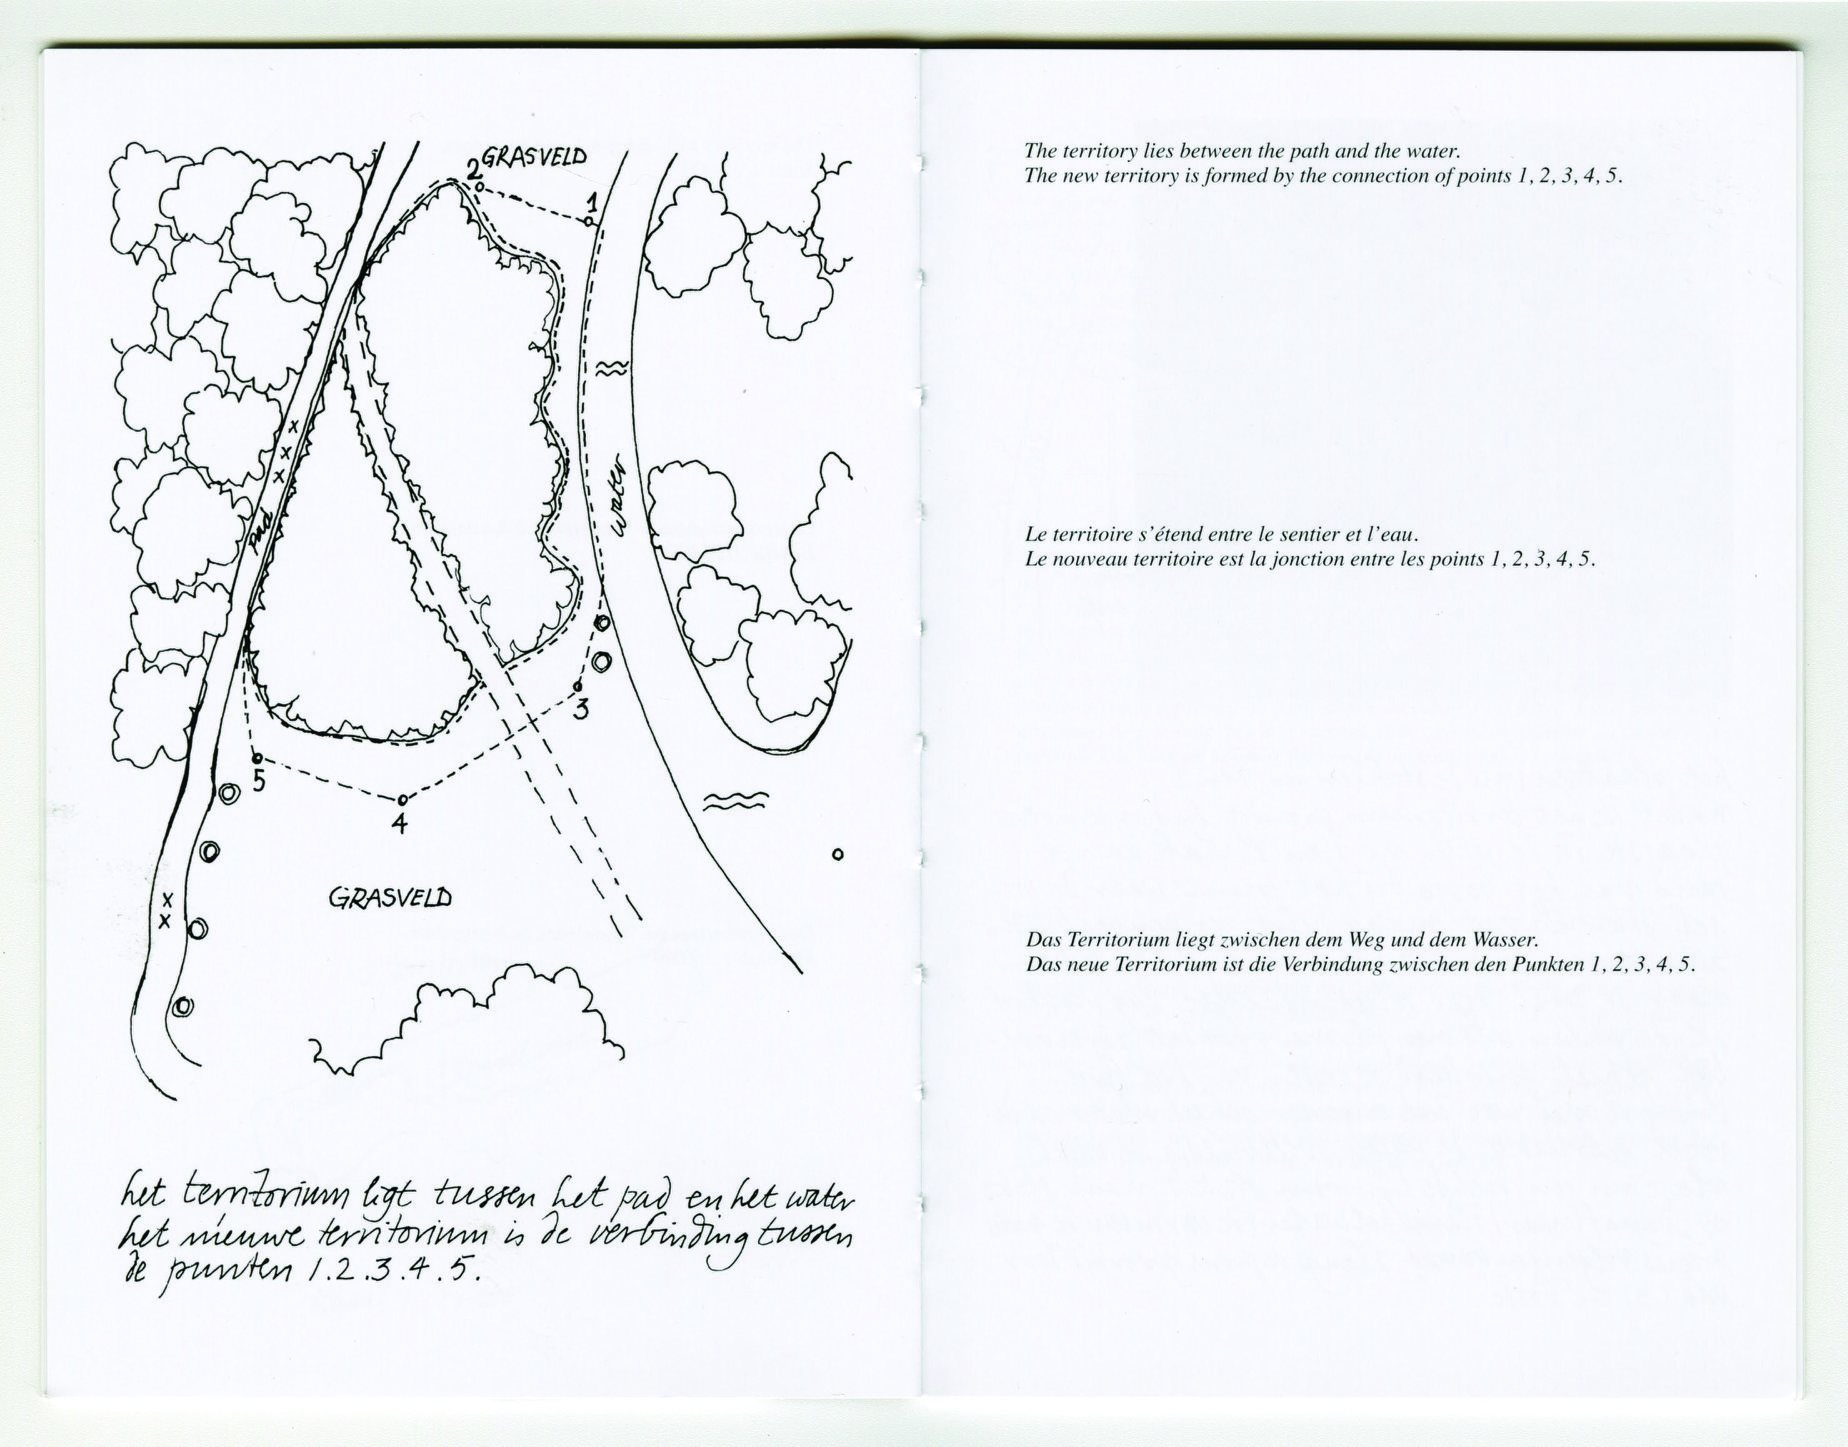 GRASVELD
2
1
pad
water
3
5
4
GRASVELD
het territorium ligt tussen het pad en het water
het nieuwe territorium is de verbinding tussen
de punten 1.2.3.4.5.
The territory lies between the path and the water.
The new territory is formed by the connection of points 1, 2, 3, 4, 5.
Le territoire s'étend entre le sentier et l'eau.
Le nouveau territoire est la jonction entre les points 1, 2, 3, 4, 5.
Das Territorium liegt zwischen dem Weg und dem Wasser.
Das neue Territorium ist die Verbindung zwischen den Punkten 1, 2, 3, 4, 5.